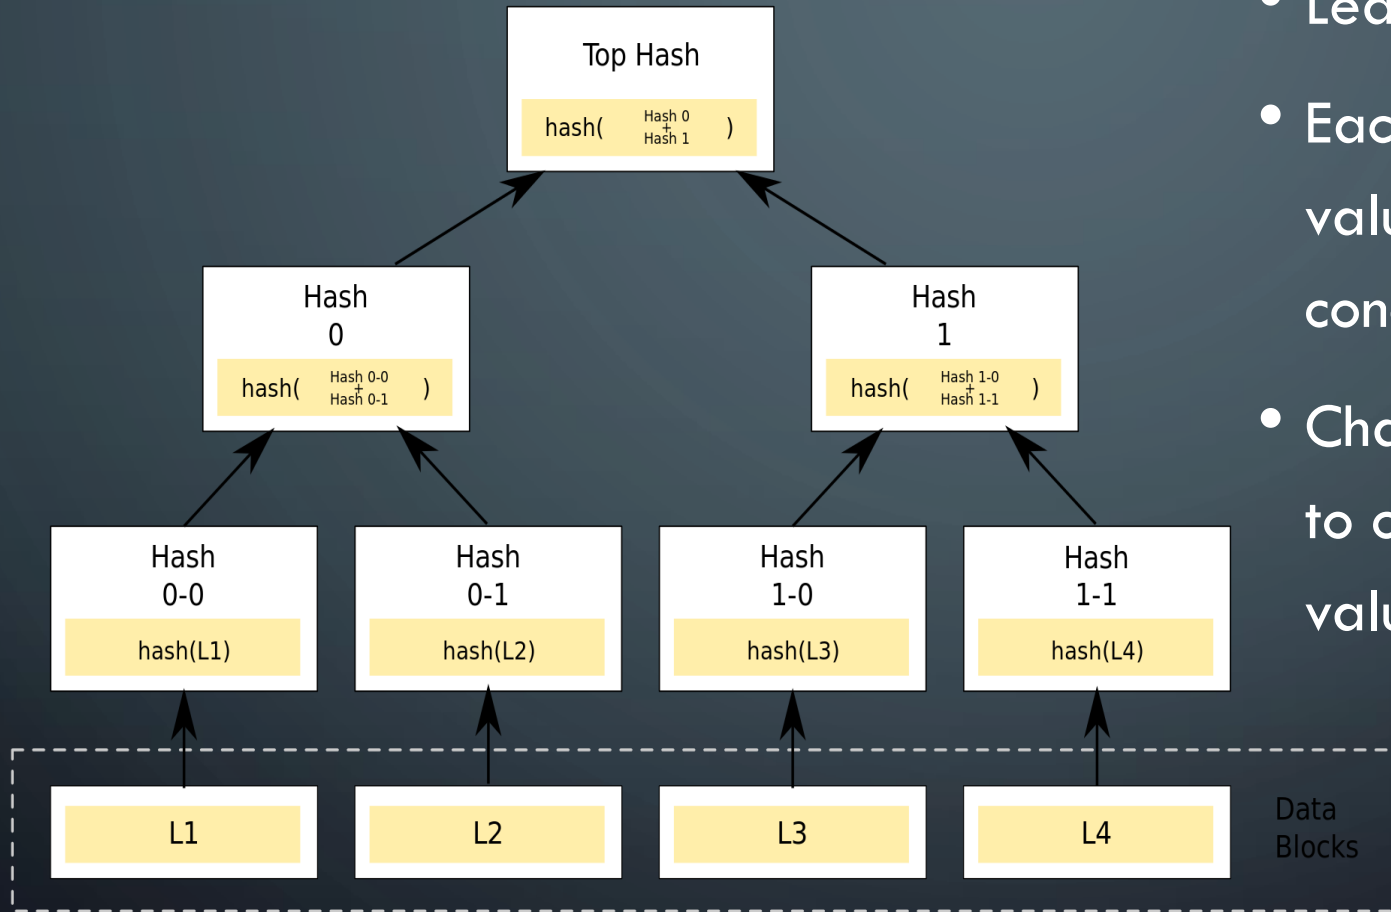 Top Hash
hash( Hash 0 + Hash 1 )
Hash
0
hash( Hash 0-0 + Hash 0-1 )
Hash
1
hash( Hash 1-0 + Hash 1-1 )
Hash
0-0
hash(L1)
Hash
0-1
hash(L2)
Hash
1-0
hash(L3)
Hash
1-1
hash(L4)
L1
L2
L3
L4
Data
Blocks
to